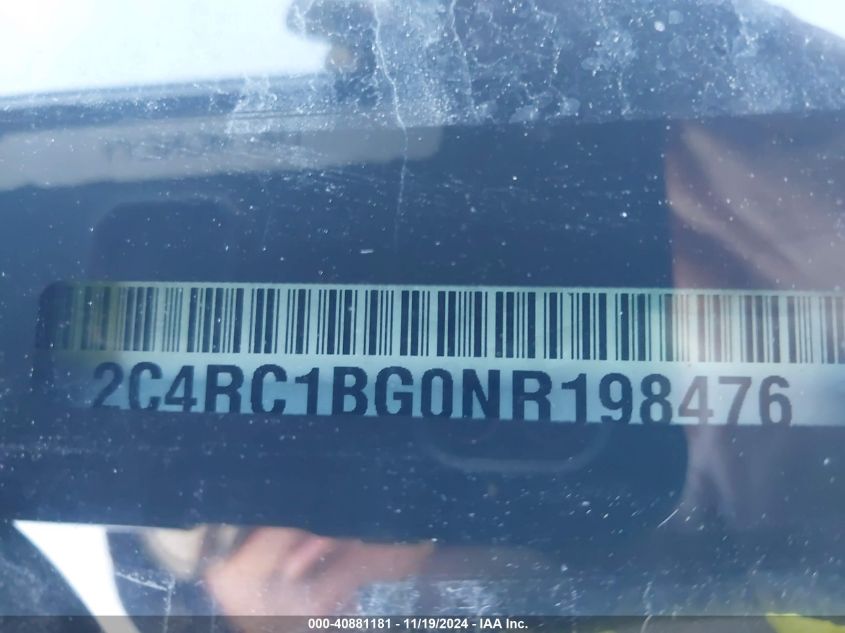 2C4RC1BG0NR198476
000-40881181 - 11/19/2024 - IAA Inc.